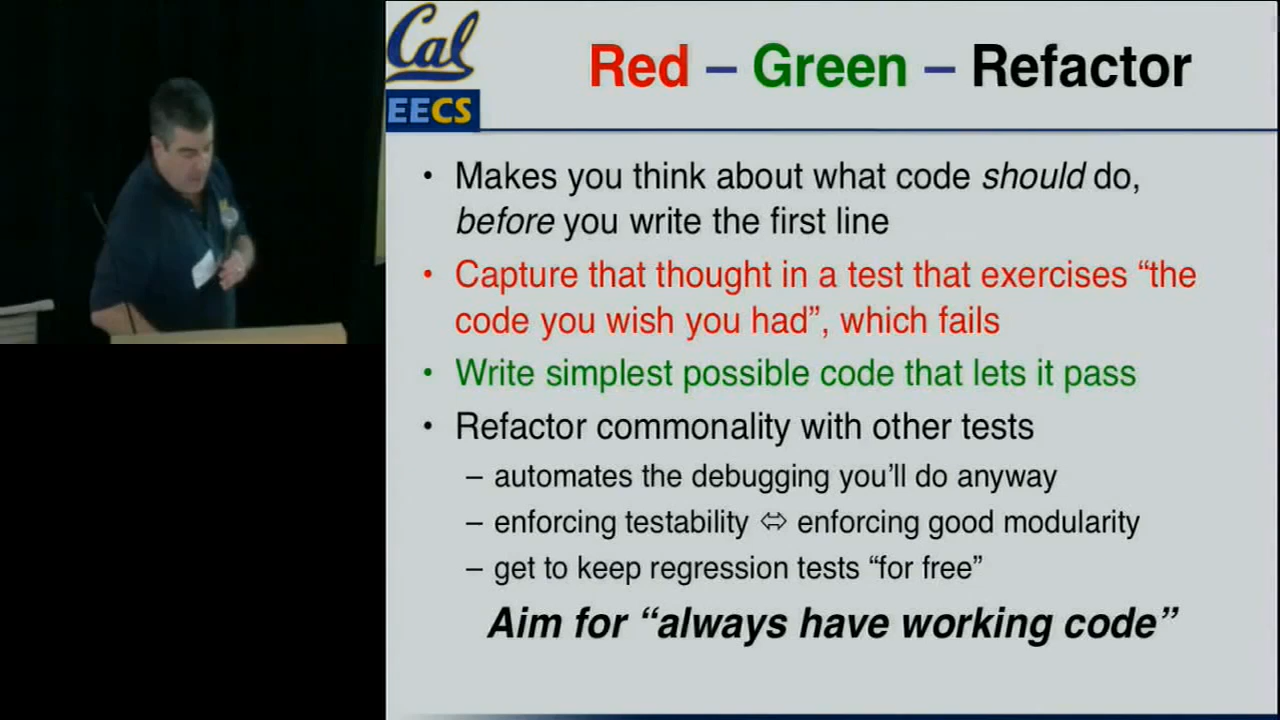 Cal
EECS
Red – Green – Refactor
• Makes you think about what code should do,
before you write the first line
• Capture that thought in a test that exercises “the
code you wish you had”, which fails
• Write simplest possible code that lets it pass
• Refactor commonality with other tests
– automates the debugging you’ll do anyway
– enforcing testability ⇔ enforcing good modularity
– get to keep regression tests “for free”
Aim for “always have working code”